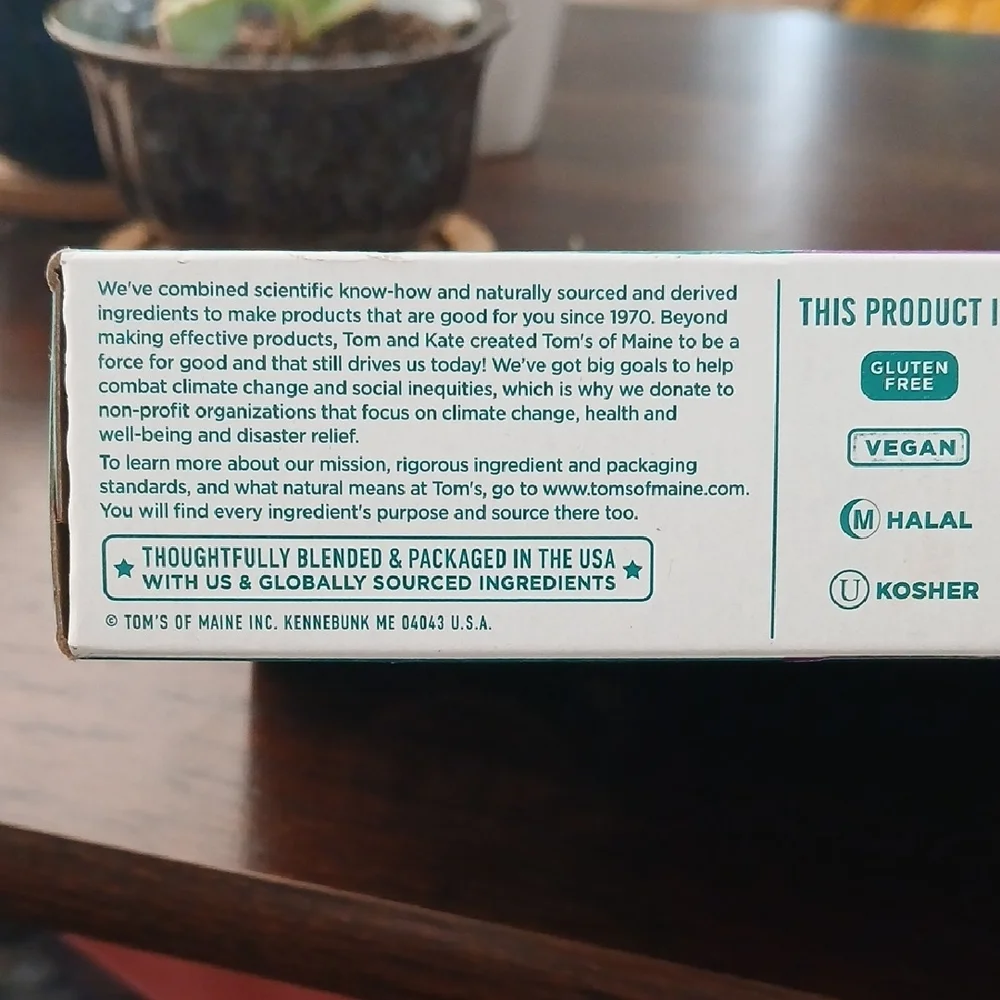 We've combined scientific know-how and naturally sourced and derived
ingredients to make products that are good for you since 1970. Beyond
making effective products, Tom and Kate created Tom's of Maine to be a
force for good and that still drives us today! We've got big goals to help
combat climate change and social inequities, which is why we donate to
non-profit organizations that focus on climate change, health and
well-being and disaster relief.
To learn more about our mission, rigorous ingredient and packaging
standards, and what natural means at Tom's, go to www.tomsofmaine.com.
You will find every ingredient's purpose and source there too.
THOUGHTFULLY BLENDED & PACKAGED IN THE USA
WITH US & GLOBALLY SOURCED INGREDIENTS
© TOM'S OF MAINE INC. KENNEBUNK ME 04043 U.S.A.
THIS PRODUCT
GLUTEN
FREE
VEGAN
M HALAL
U KOSHER